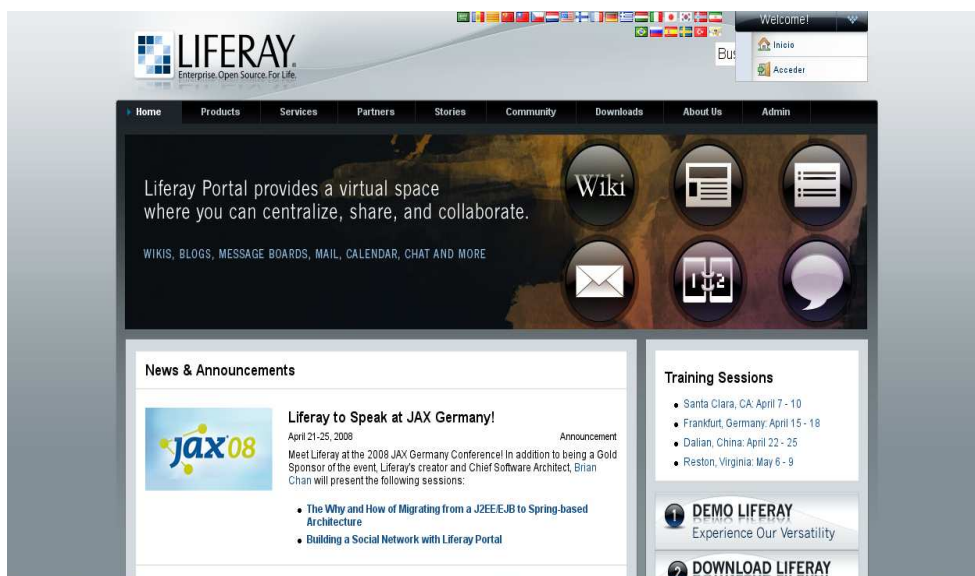 LIFERAY.
Enterprise. Open Source. For Life.
Welcome!
Inicio
Acceder
Home Products Services Partners Stories Community Downloads About Us Admin
Liferay Portal provides a virtual space
where you can centralize, share, and collaborate.
WIKIS, BLOGS, MESSAGE BOARDS, MAIL, CALENDAR, CHAT AND MORE
Wiki
1 2
News & Announcements
jax'08
Liferay to Speak at JAX Germany!
April 21-25, 2008 Announcement
Meet Liferay at the 2008 JAX Germany Conference! In addition to being a Gold
Sponsor of the event, Liferay's creator and Chief Software Architect, Brian
Chan will present the following sessions:
The Why and How of Migrating from a J2EE/EJB to Spring-based
Architecture
Building a Social Network with Liferay Portal
Training Sessions
Santa Clara, CA: April 7 - 10
Frankfurt, Germany: April 15 - 18
Dalian, China: April 22 - 25
Reston, Virginia: May 6 - 9
1 DEMO LIFERAY
Experience Our Versatility
2 DOWNLOAD LIFERAY